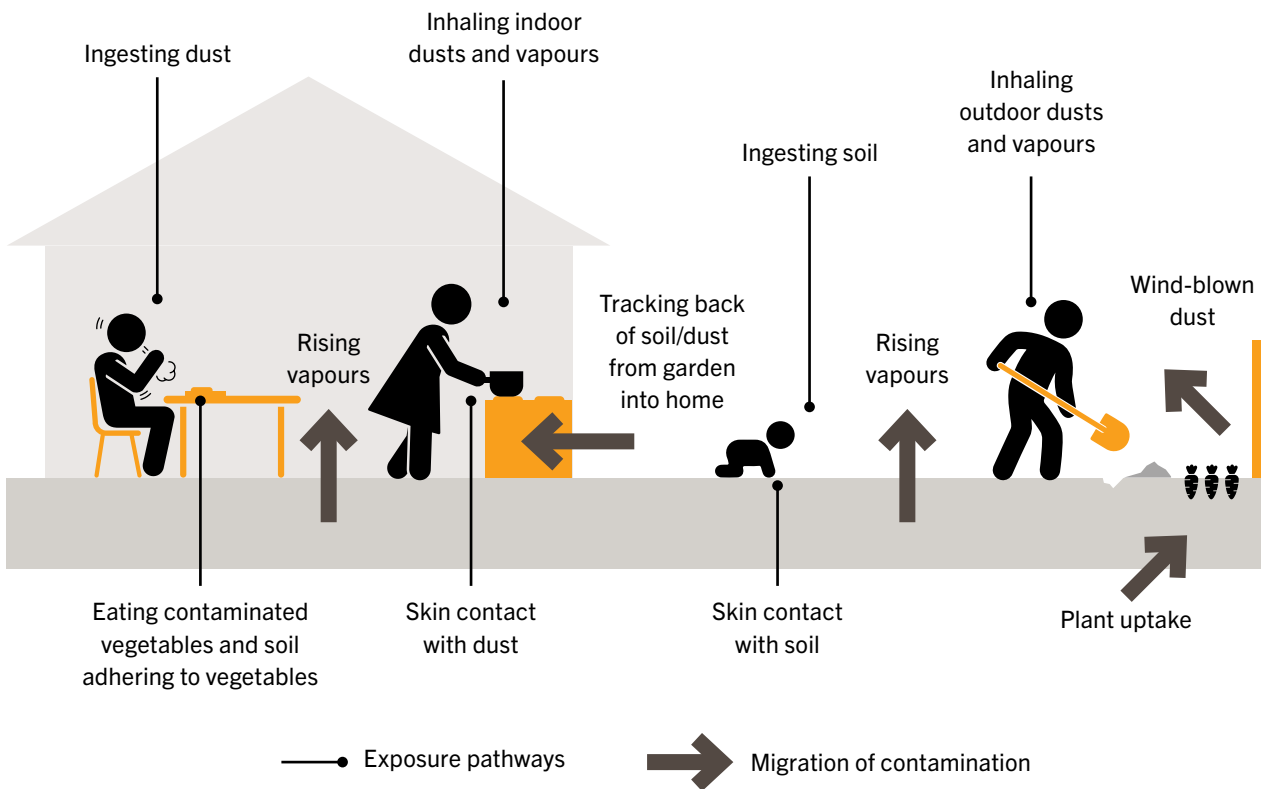 Ingesting dust
Inhaling indoor
dusts and vapours
Inhaling
outdoor dusts
and vapours
Ingesting soil
Wind-blown
dust
Tracking back
of soil/dust
from garden
into home
Rising
vapours
Rising
vapours
Eating contaminated
vegetables and soil
adhering to vegetables
Skin contact
with dust
Skin contact
with soil
Plant uptake
Exposure pathways
Migration of contamination